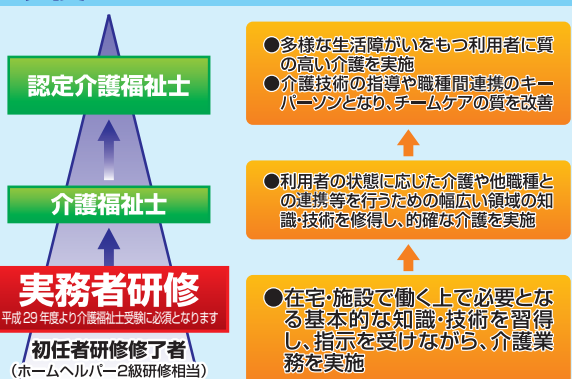 認定介護福祉士
●多様な生活障がいをもつ利用者に質
の高い介護を実施
●介護技術の指導や職種間連携のキー
パーソンとなり、チームケアの質を改善
介護福祉士
●利用者の状態に応じた介護や他職種と
の連携等を行うための幅広い領域の知
識・技術を修得し、的確な介護を実施
実務者研修
平成29年度より介護福祉士受験に必須となります
初任者研修修了者
(ホームヘルパー2級研修相当)
●在宅・施設で働く上で必要とな
る基本的な知識・技術を習得
し、指示を受けながら、介護業
務を実施